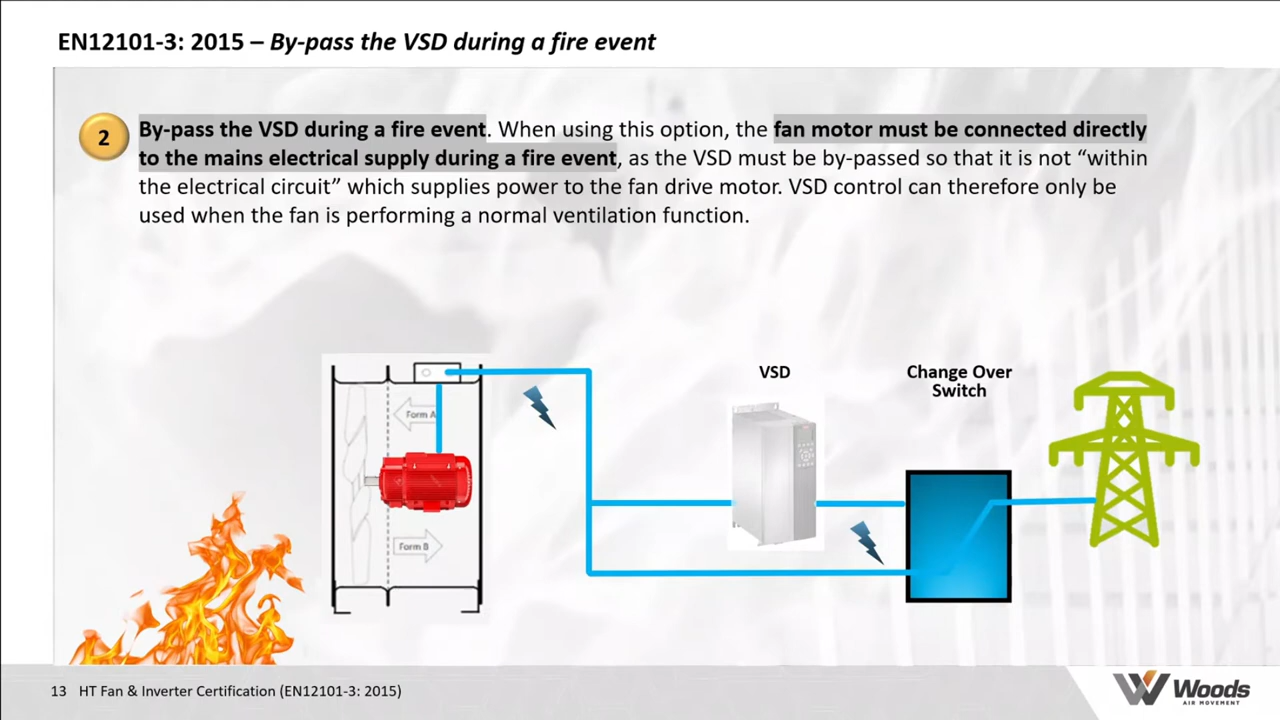 EN12101-3: 2015 – By-pass the VSD during a fire event
2
By-pass the VSD during a fire event. When using this option, the fan motor must be connected directly
to the mains electrical supply during a fire event, as the VSD must be by-passed so that it is not “within
the electrical circuit” which supplies power to the fan drive motor. VSD control can therefore only be
used when the fan is performing a normal ventilation function.
VSD
Change Over
Switch
Form A
Form B
13 HT Fan & Inverter Certification (EN12101-3: 2015)
Woods
AIR MOVEMENT